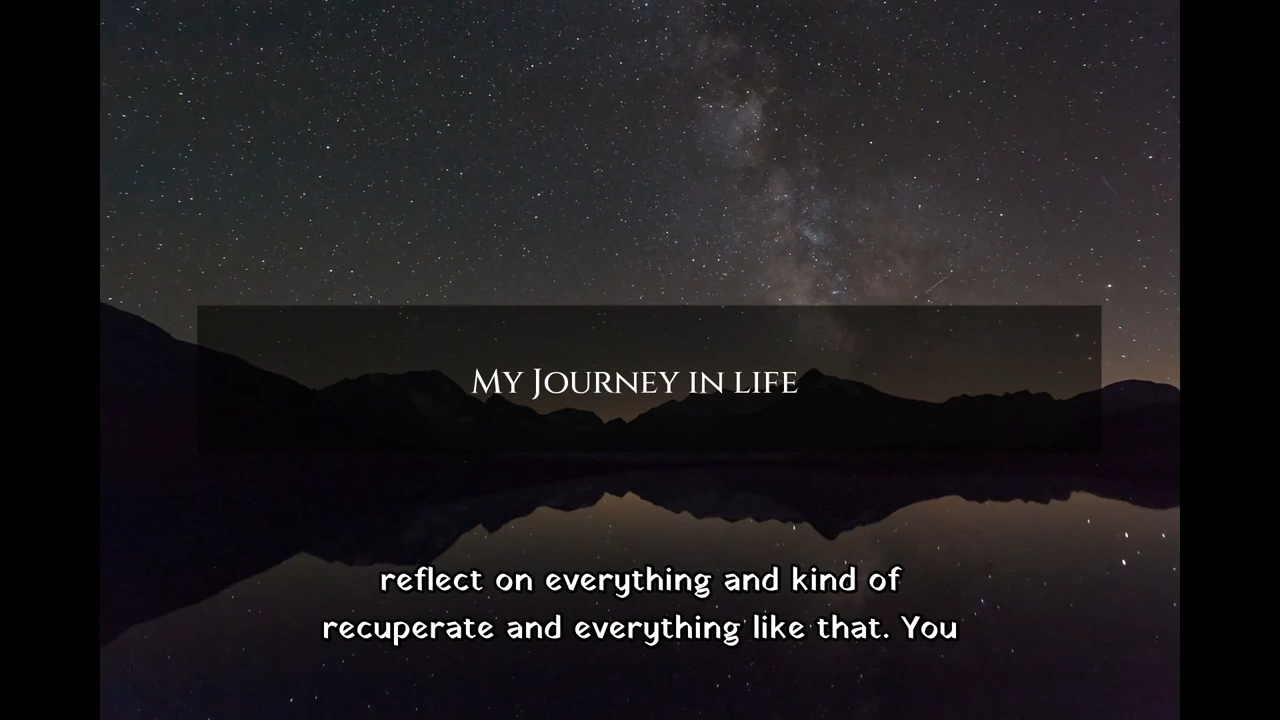 My Journey in life
reflect on everything and kind of
recuperate and everything like that. You